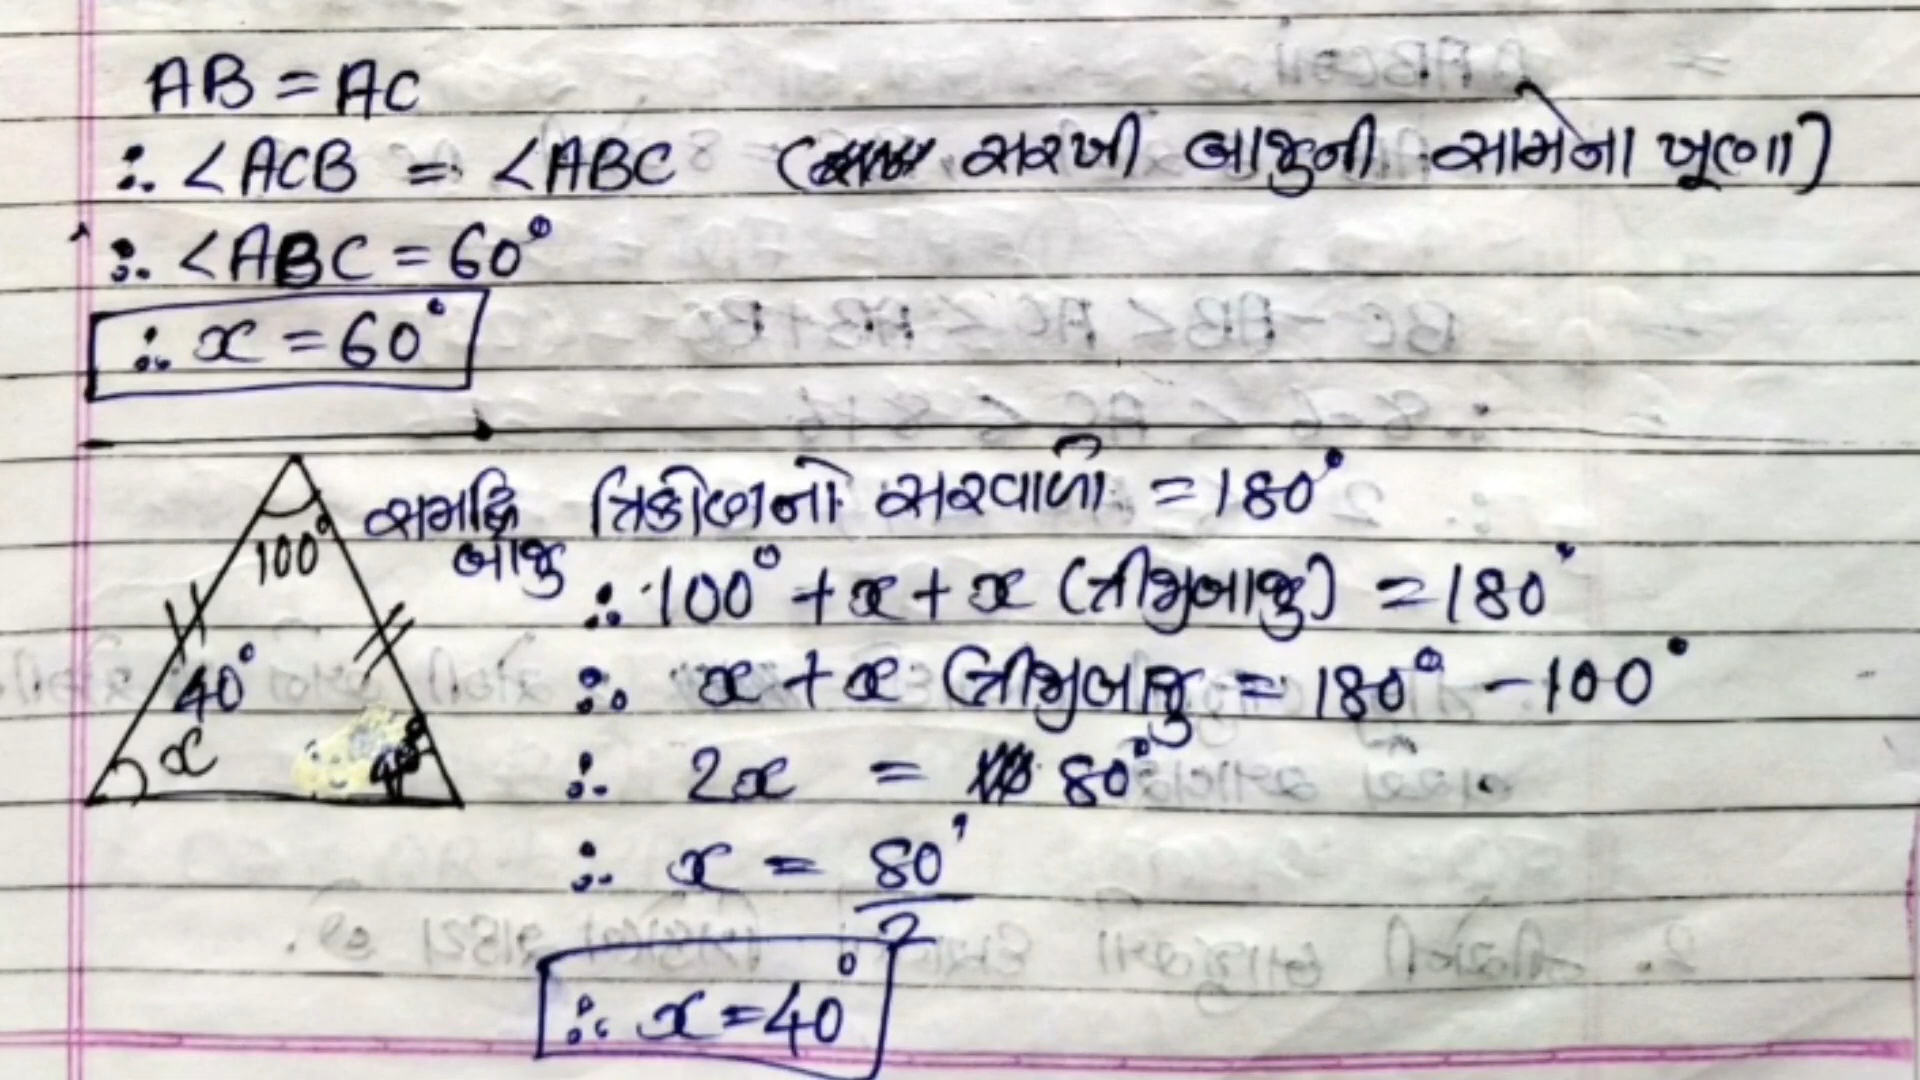 AB = AC
∴ ∠ACB = ∠ABC (સરખી બાજુની સામેના ખૂણા)
∴ ∠ABC = 60°
∴ x = 60°
100°
40°
x
સમદ્વિ બાજુ ત્રિકોણનો સરવાળો = 180°
∴ 100° + x + x (ત્રીજીબાજુ) = 180°
∴ x + x (ત્રીજીબાજુ = 180° - 100°
∴ 2x = 80°
∴ x = 80°
2
∴ x = 40°